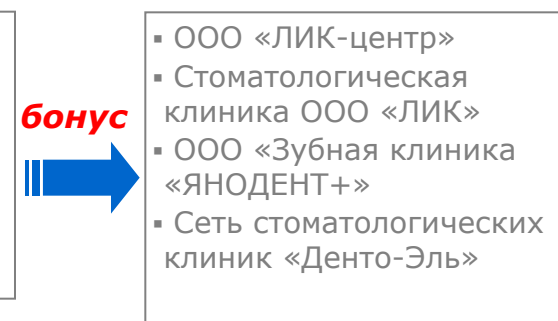 бонус
▪ ООО «ЛИК-центр»
▪ Стоматологическая
клиника ООО «ЛИК»
▪ ООО «Зубная клиника
«ЯНОДЕНТ+»
▪ Сеть стоматологических
клиник «Денто-Эль»